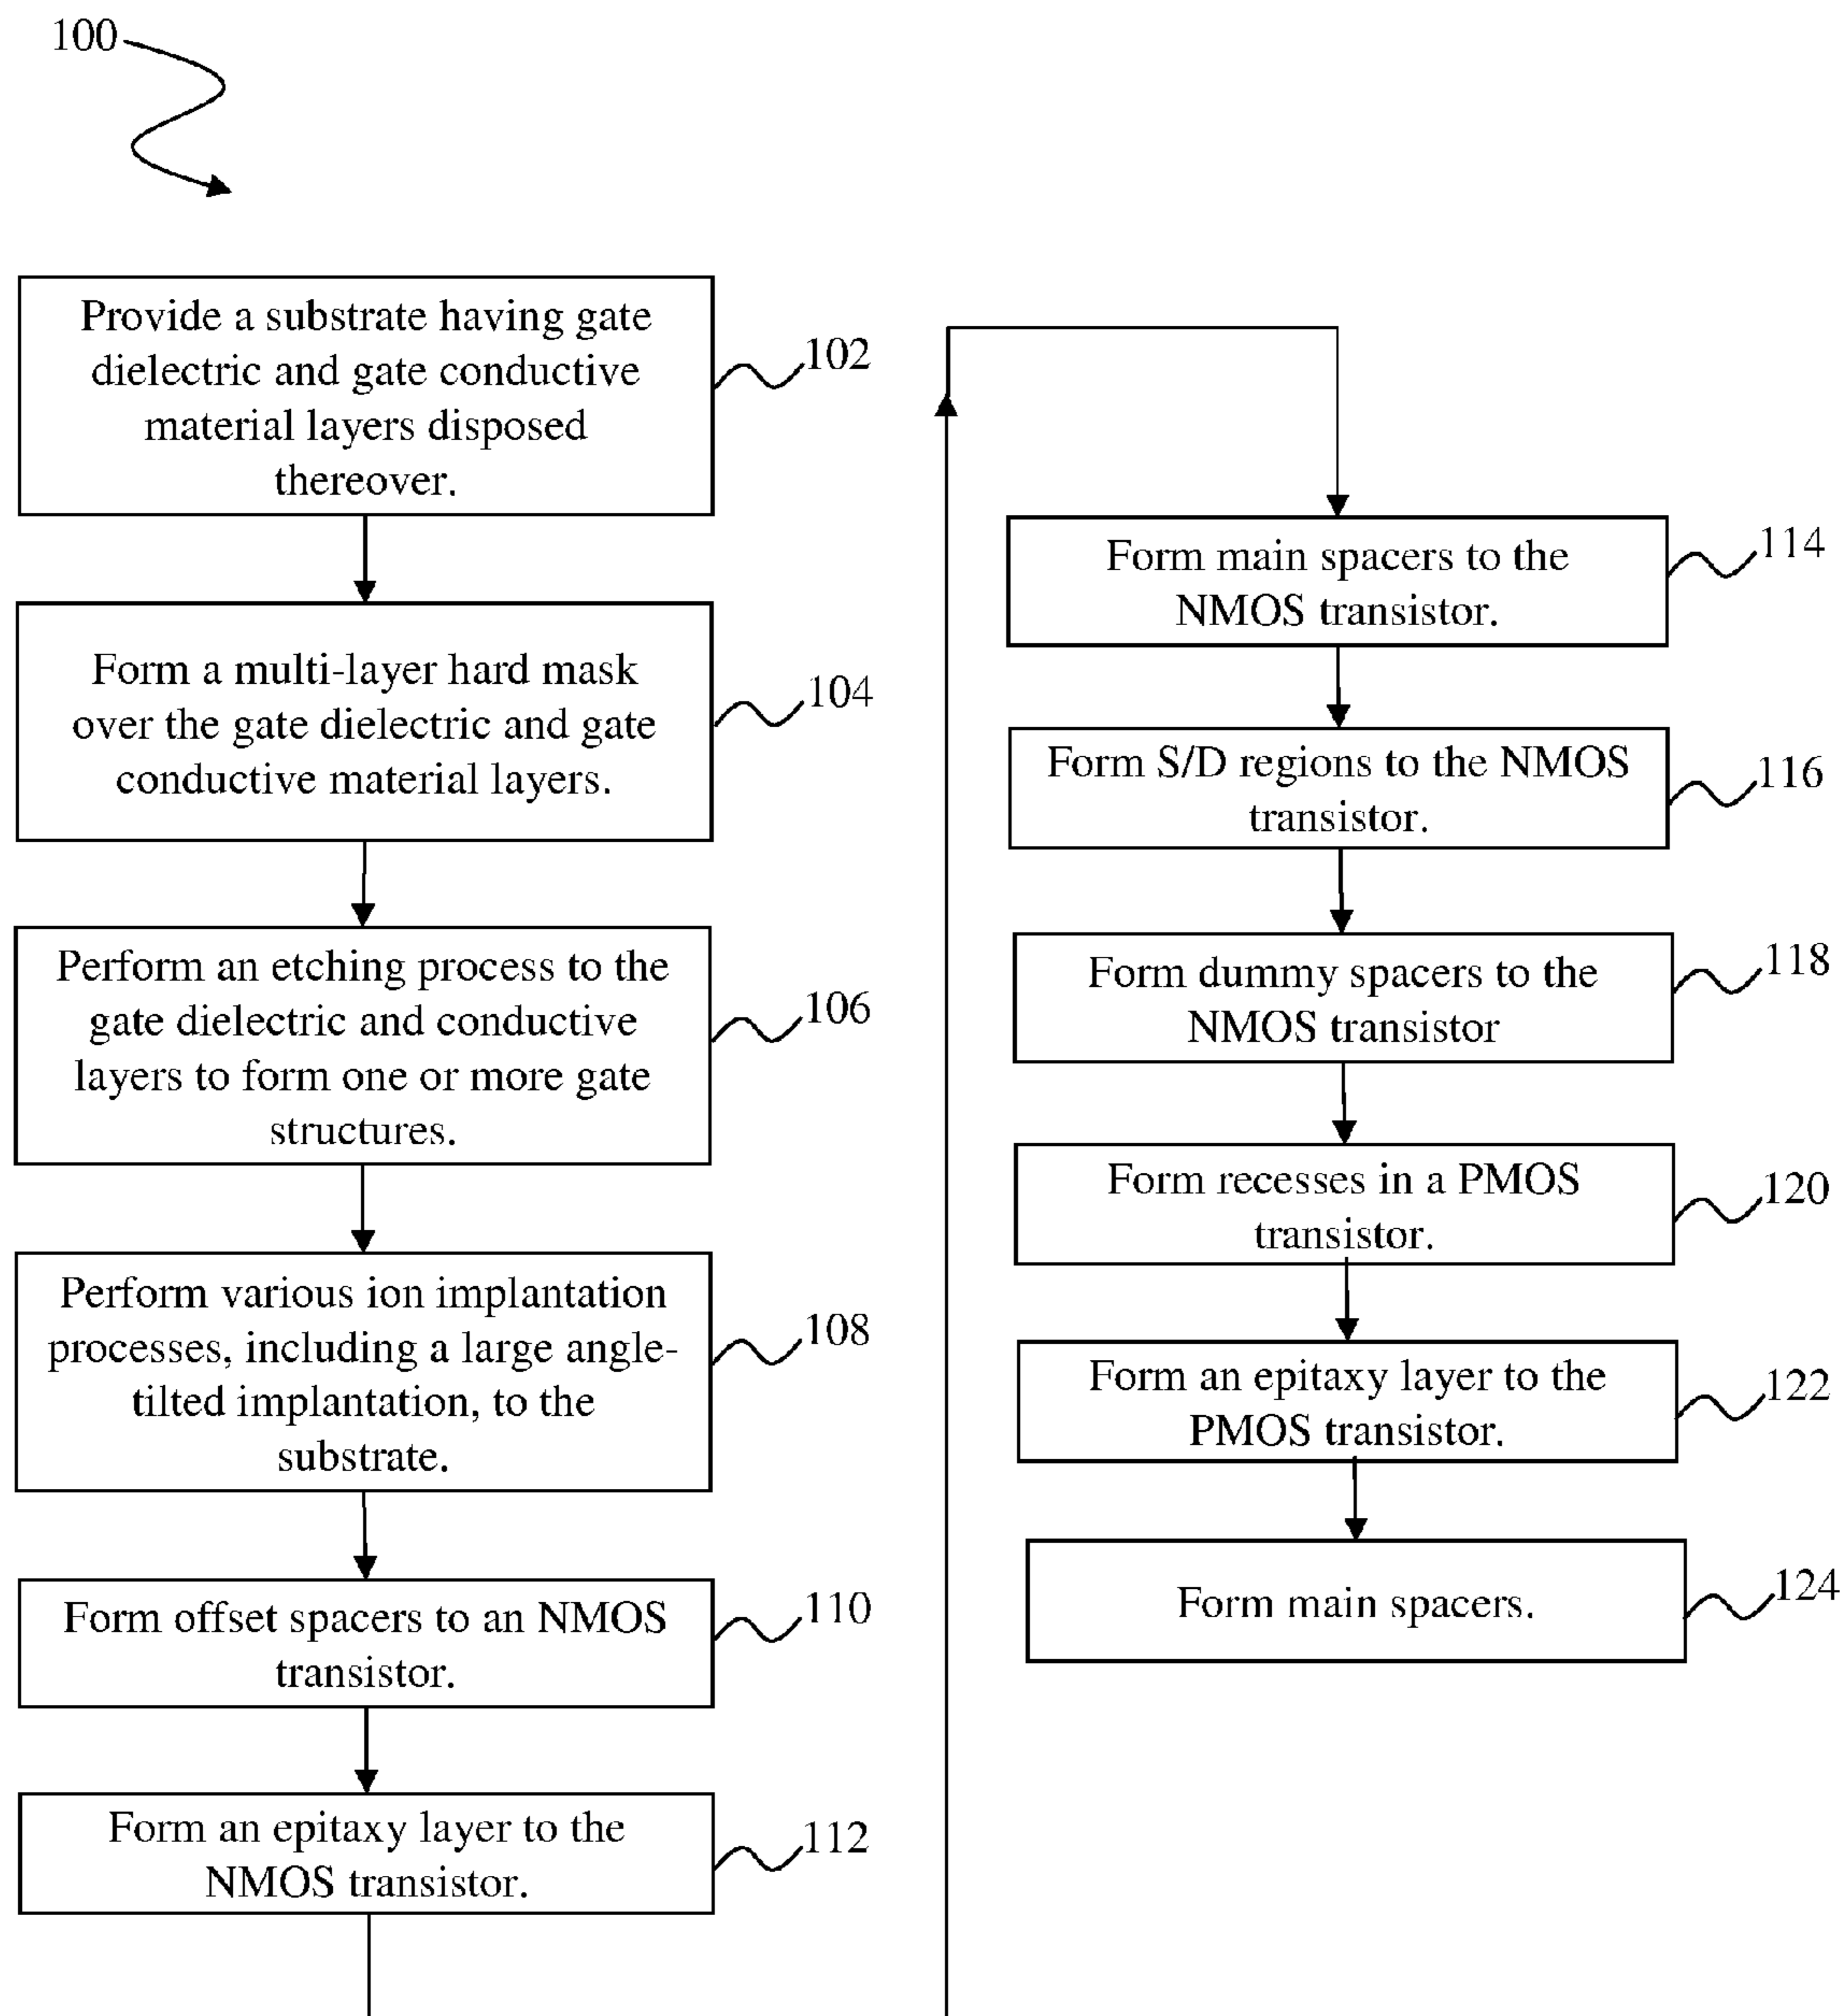 100
Provide a substrate having gate
dielectric and gate conductive
material layers disposed
thereover.
102
Form a multi-layer hard mask
over the gate dielectric and gate
conductive material layers.
104
Perform an etching process to the
gate dielectric and conductive
layers to form one or more gate
structures.
106
Perform various ion implantation
processes, including a large angle-
tilted implantation, to the
substrate.
108
Form offset spacers to an NMOS
transistor.
110
Form an epitaxy layer to the
NMOS transistor.
112
Form main spacers to the
NMOS transistor.
114
Form S/D regions to the NMOS
transistor.
116
Form dummy spacers to the
NMOS transistor
118
Form recesses in a PMOS
transistor.
120
Form an epitaxy layer to the
PMOS transistor.
122
Form main spacers.
124